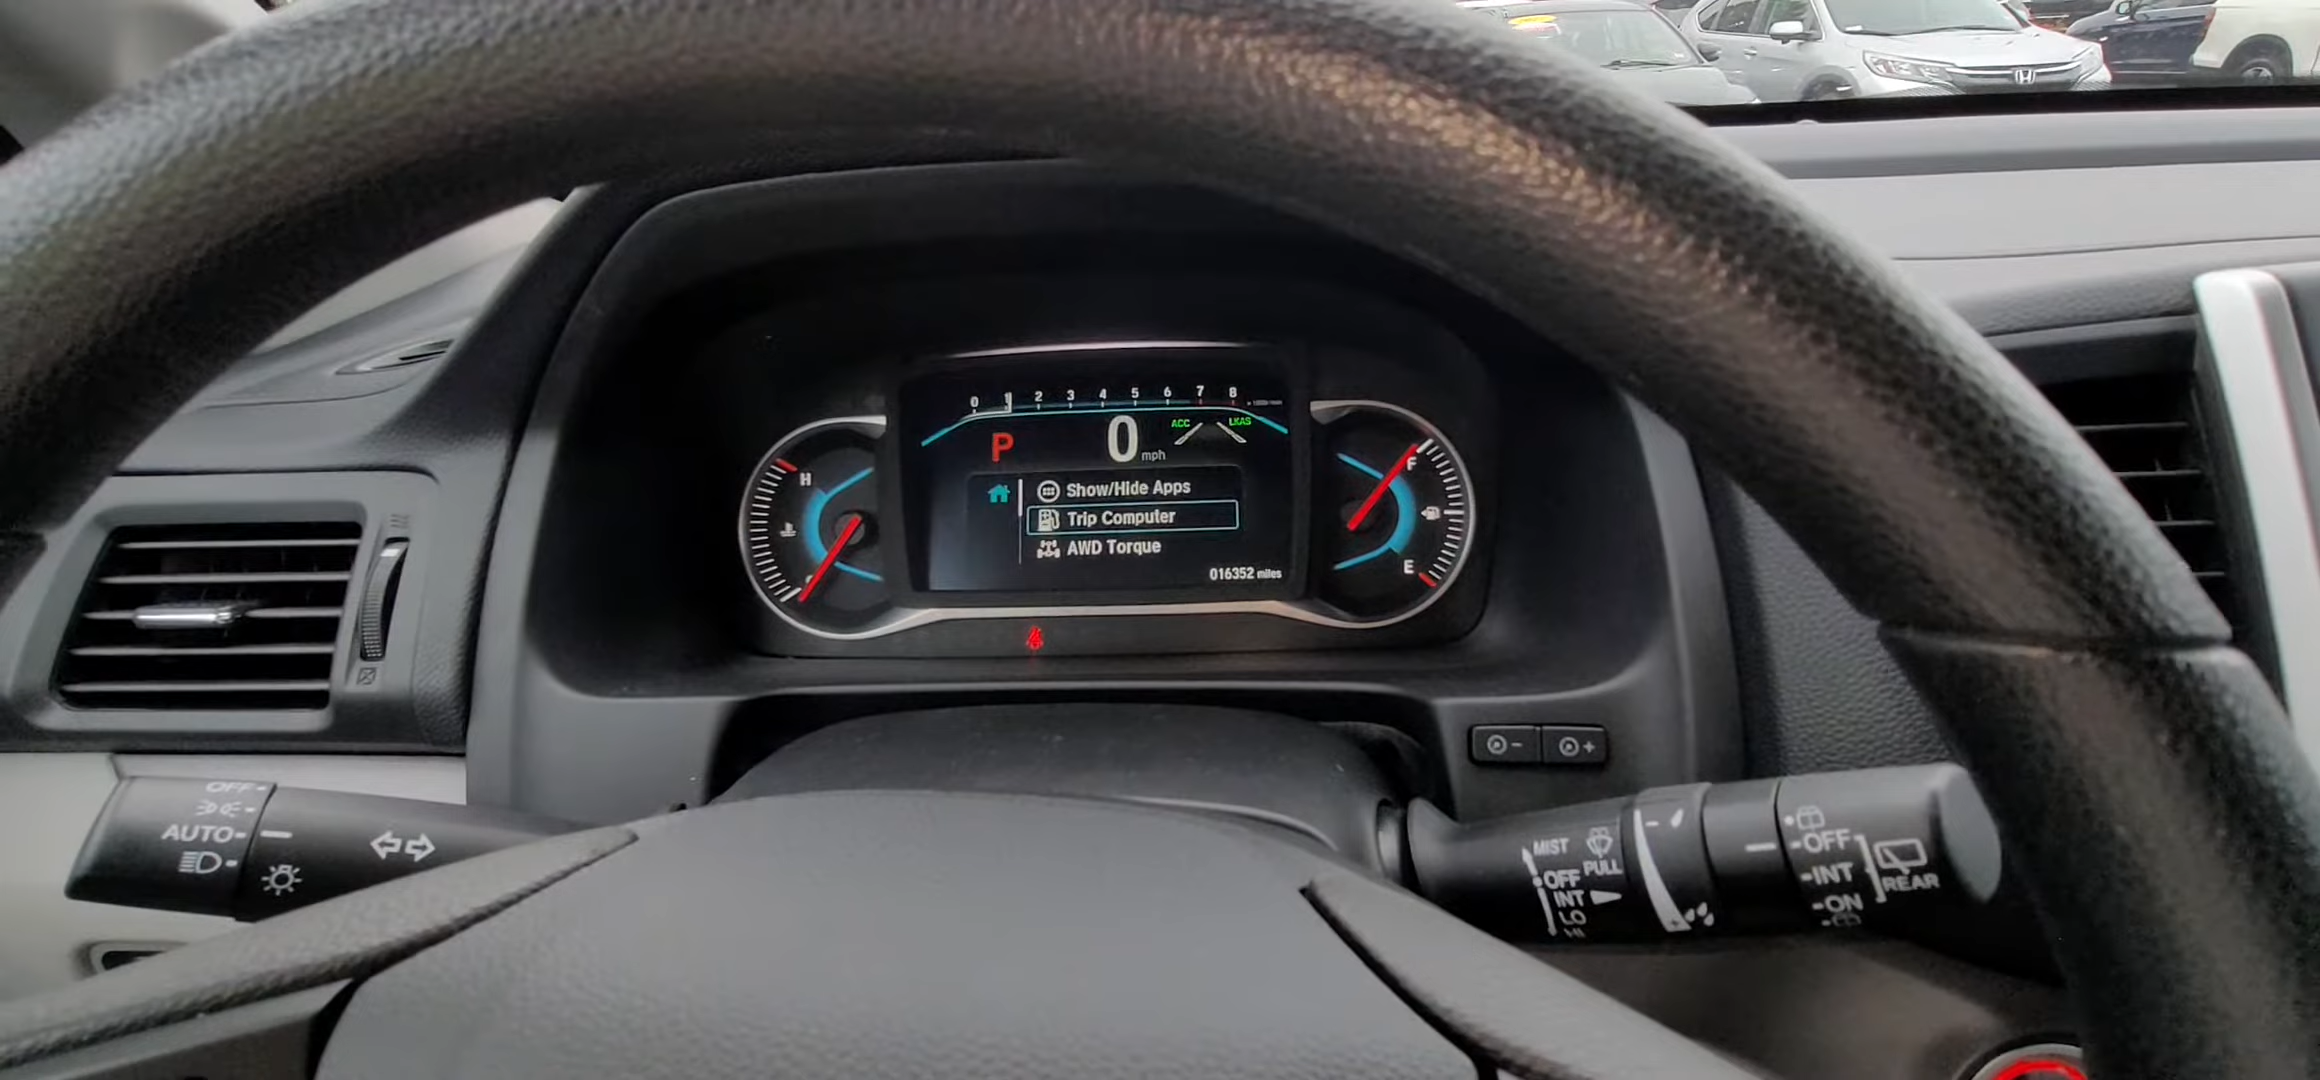 0 1 2 3 4 5 6 7 8
P 0 mph ACC LKAS
H
Show/Hide Apps
Trip Computer
AWD Torque
016352 miles
F
E
OFF
AUTO
MIST
PULL
OFF
INT
LO
HI
OFF
INT
ON
REAR